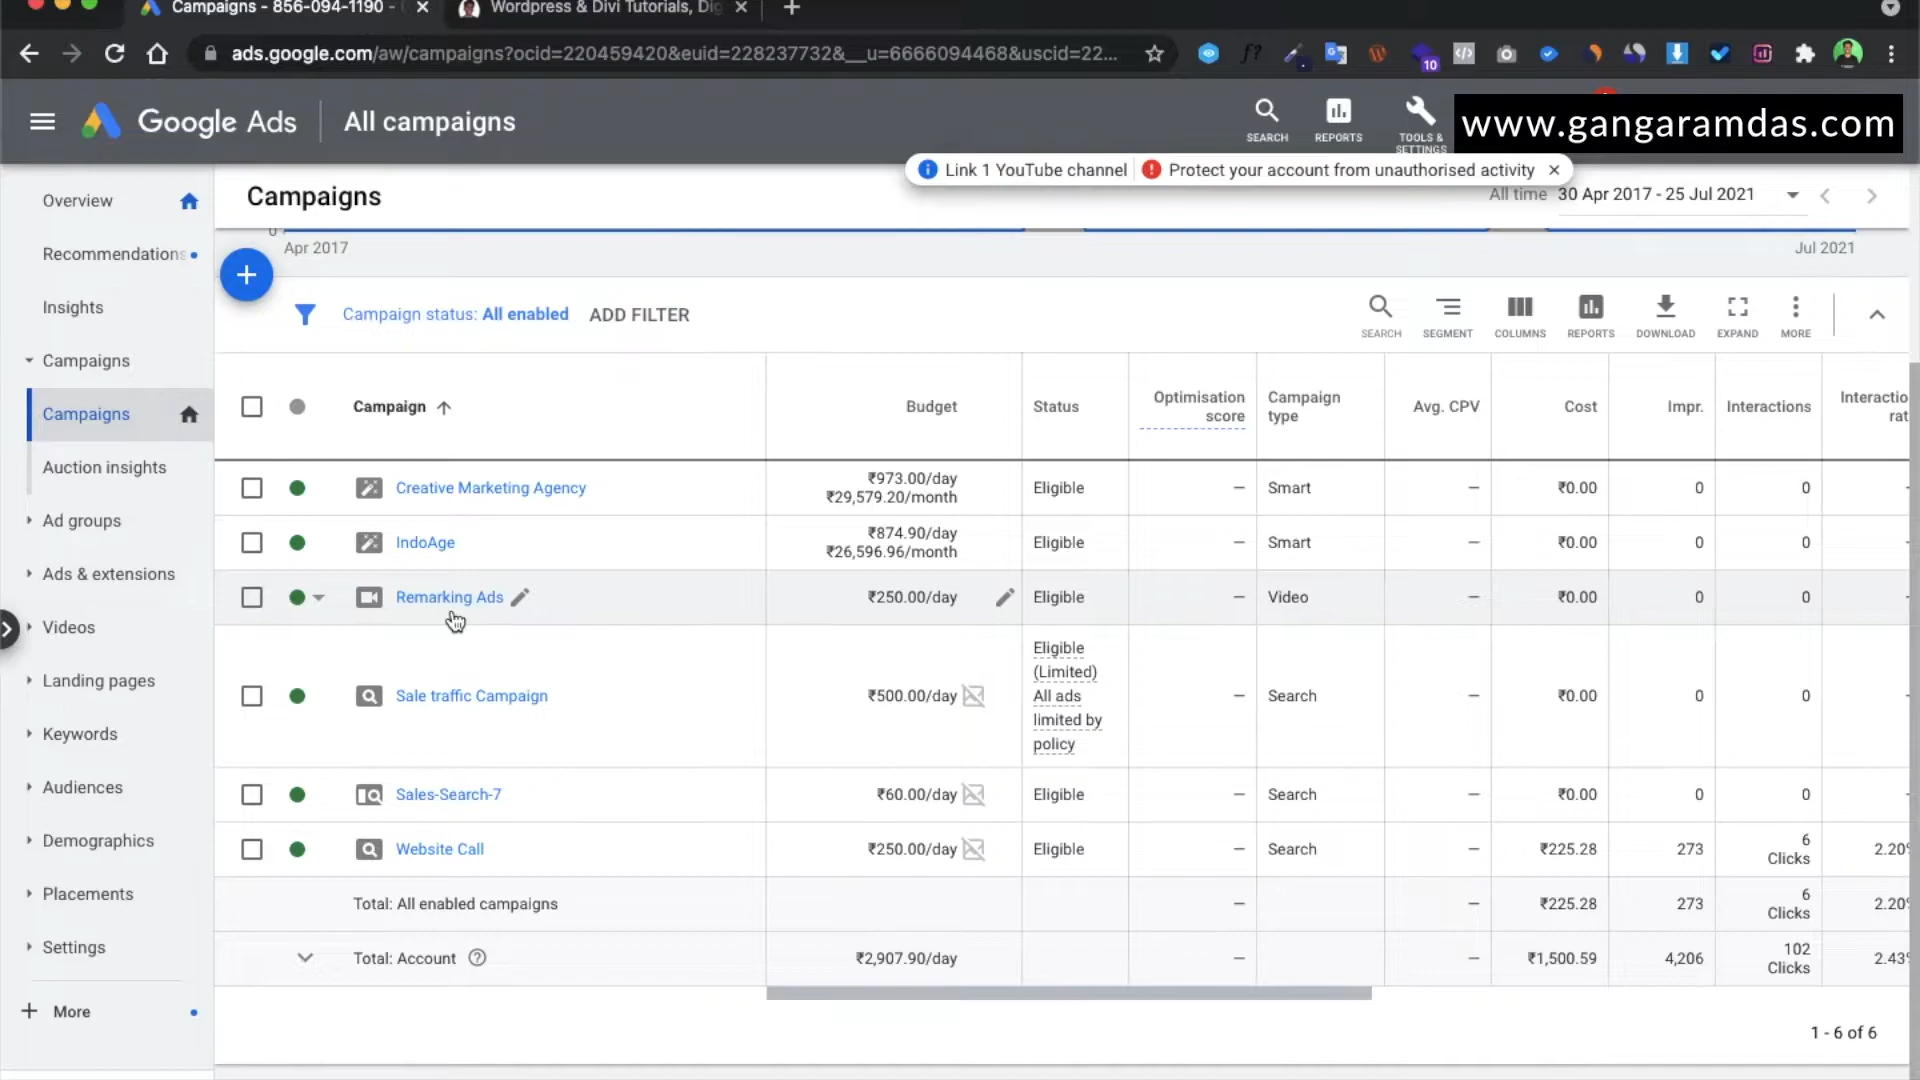 Campaigns - 856-094-1190 -
Wordpress & Divi Tutorials, Dig
ads.google.com/aw/campaigns?ocid=220459420&euid=228237732&__u=6666094468&uscid=22...
10
Google Ads
All campaigns
SEARCH
REPORTS
TOOLS &
SETTINGS
www.gangaramdas.com
Link 1 YouTube channel
Protect your account from unauthorised activity
Campaigns
All time
30 Apr 2017 - 25 Jul 2021
Overview
Recommendations
Insights
Campaigns
Campaigns
Auction insights
Ad groups
Ads & extensions
Videos
Landing pages
Keywords
Audiences
Demographics
Placements
Settings
More
0
Apr 2017
Jul 2021
Campaign status: All enabled
ADD FILTER
SEARCH
SEGMENT
COLUMNS
REPORTS
DOWNLOAD
EXPAND
MORE
Campaign
Budget
Status
Optimisation
score
Campaign
type
Avg. CPV
Cost
Impr.
Interactions
Interactio
rat
Creative Marketing Agency
₹973.00/day
₹29,579.20/month
Eligible
—
Smart
—
₹0.00
0
0
IndoAge
₹874.90/day
₹26,596.96/month
Eligible
—
Smart
—
₹0.00
0
0
Remarking Ads
₹250.00/day
Eligible
—
Video
—
₹0.00
0
0
Sale traffic Campaign
₹500.00/day
Eligible
(Limited)
All ads
limited by
policy
—
Search
—
₹0.00
0
0
Sales-Search-7
₹60.00/day
Eligible
—
Search
—
₹0.00
0
0
Website Call
₹250.00/day
Eligible
—
Search
—
₹225.28
273
6
Clicks
2.20%
Total: All enabled campaigns
—
—
₹225.28
273
6
Clicks
2.20%
Total: Account
₹2,907.90/day
—
—
₹1,500.59
4,206
102
Clicks
2.43%
1 - 6 of 6